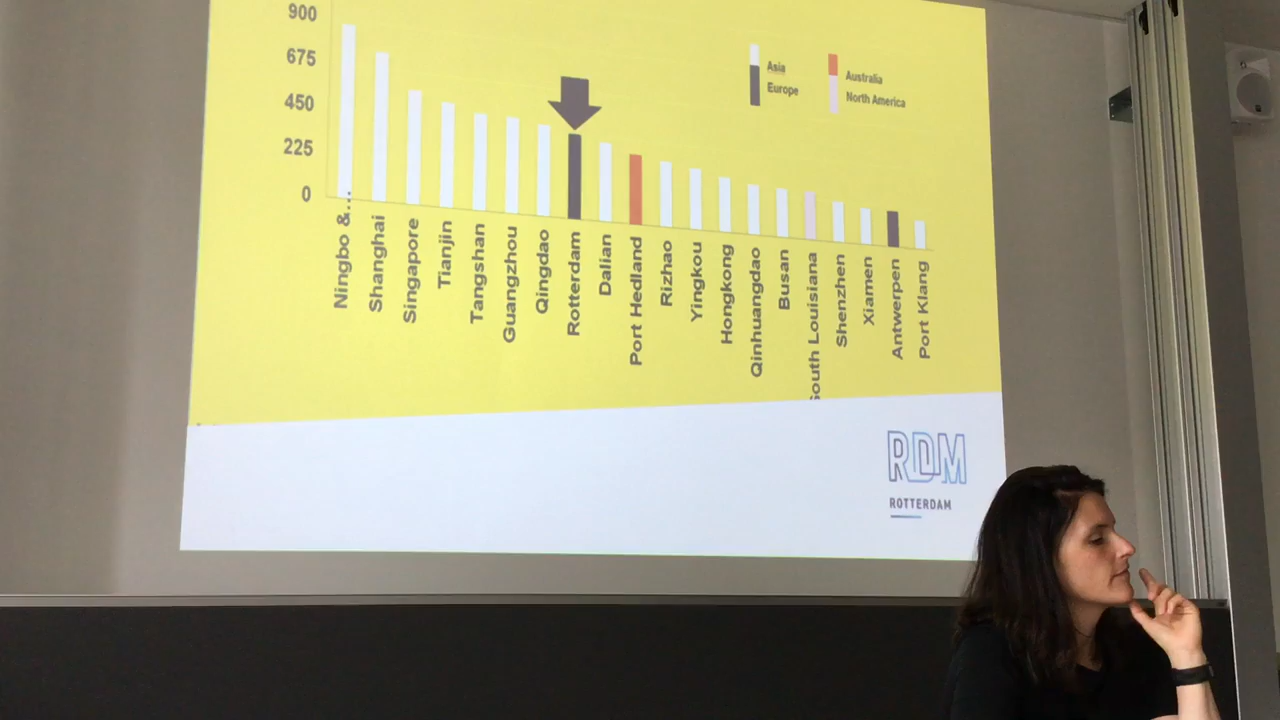 900
675
450
225
0
Asia
Europe
Australia
North America
Ningbo &...
Shanghai
Singapore
Tianjin
Tangshan
Guangzhou
Qingdao
Rotterdam
Dalian
Port Hedland
Rizhao
Yingkou
Hongkong
Qinhuangdao
Busan
South Louisiana
Shenzhen
Xiamen
Antwerpen
Port Klang
RDM
ROTTERDAM